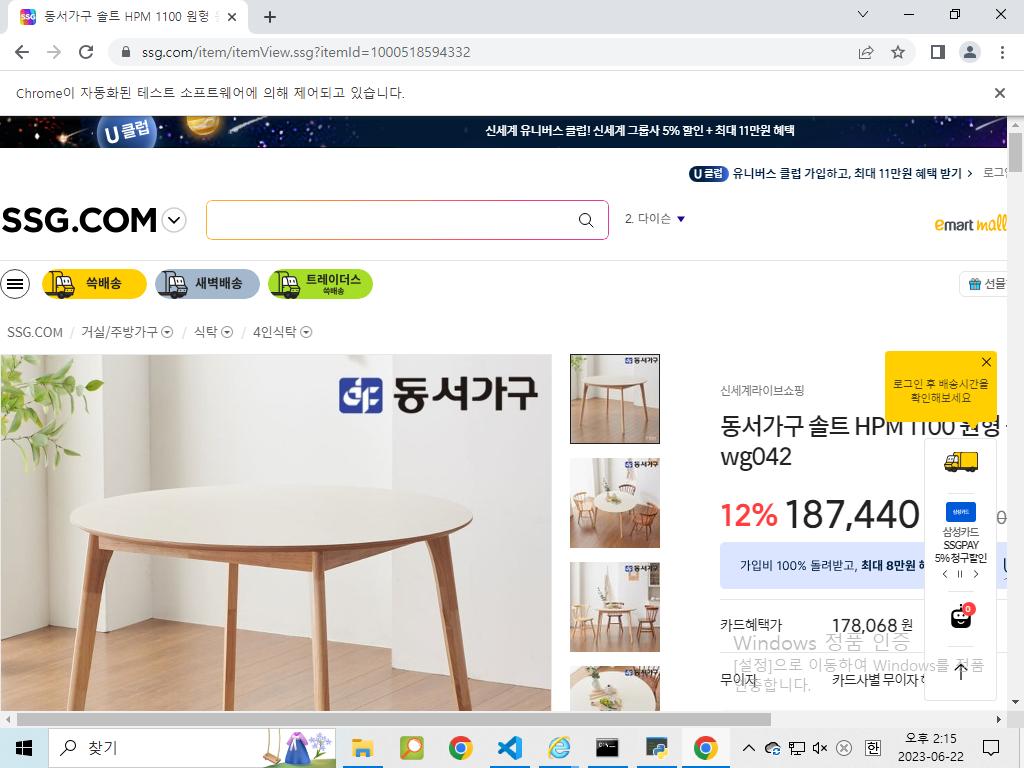 동서가구 솔트 HPM 1100 원형
ssg.com/item/itemView.ssg?itemId=1000518594332
Chrome이 자동화된 테스트 소프트웨어에 의해 제어되고 있습니다.
U 클럽
신세계 유니버스 클럽! 신세계 그룹사 5% 할인 + 최대 11만원 혜택
U 클럽 유니버스 클럽 가입하고, 최대 11만원 혜택 받기 >
SSG.COM
2. 다이슨
emart mall
쓱배송
새벽배송
트레이더스
쓱배송
선물
SSG.COM / 거실/주방가구 / 식탁 / 4인식탁
동서가구
신세계라이브쇼핑
로그인 후 배송시간을
확인해보세요
동서가구 솔트 HPM 1100 원형
wg042
12% 187,440
삼성카드
삼성카드
SSGPAY
5% 청구할인
가입비 100% 돌려받고, 최대 8만원
0
카드혜택가 178,068 원
Windows 정품 인증
[설정]으로 이동하여 Windows를 정품
인증합니다.
무이자 카드사별 무이자
찾기
오후 2:15
2023-06-22
한